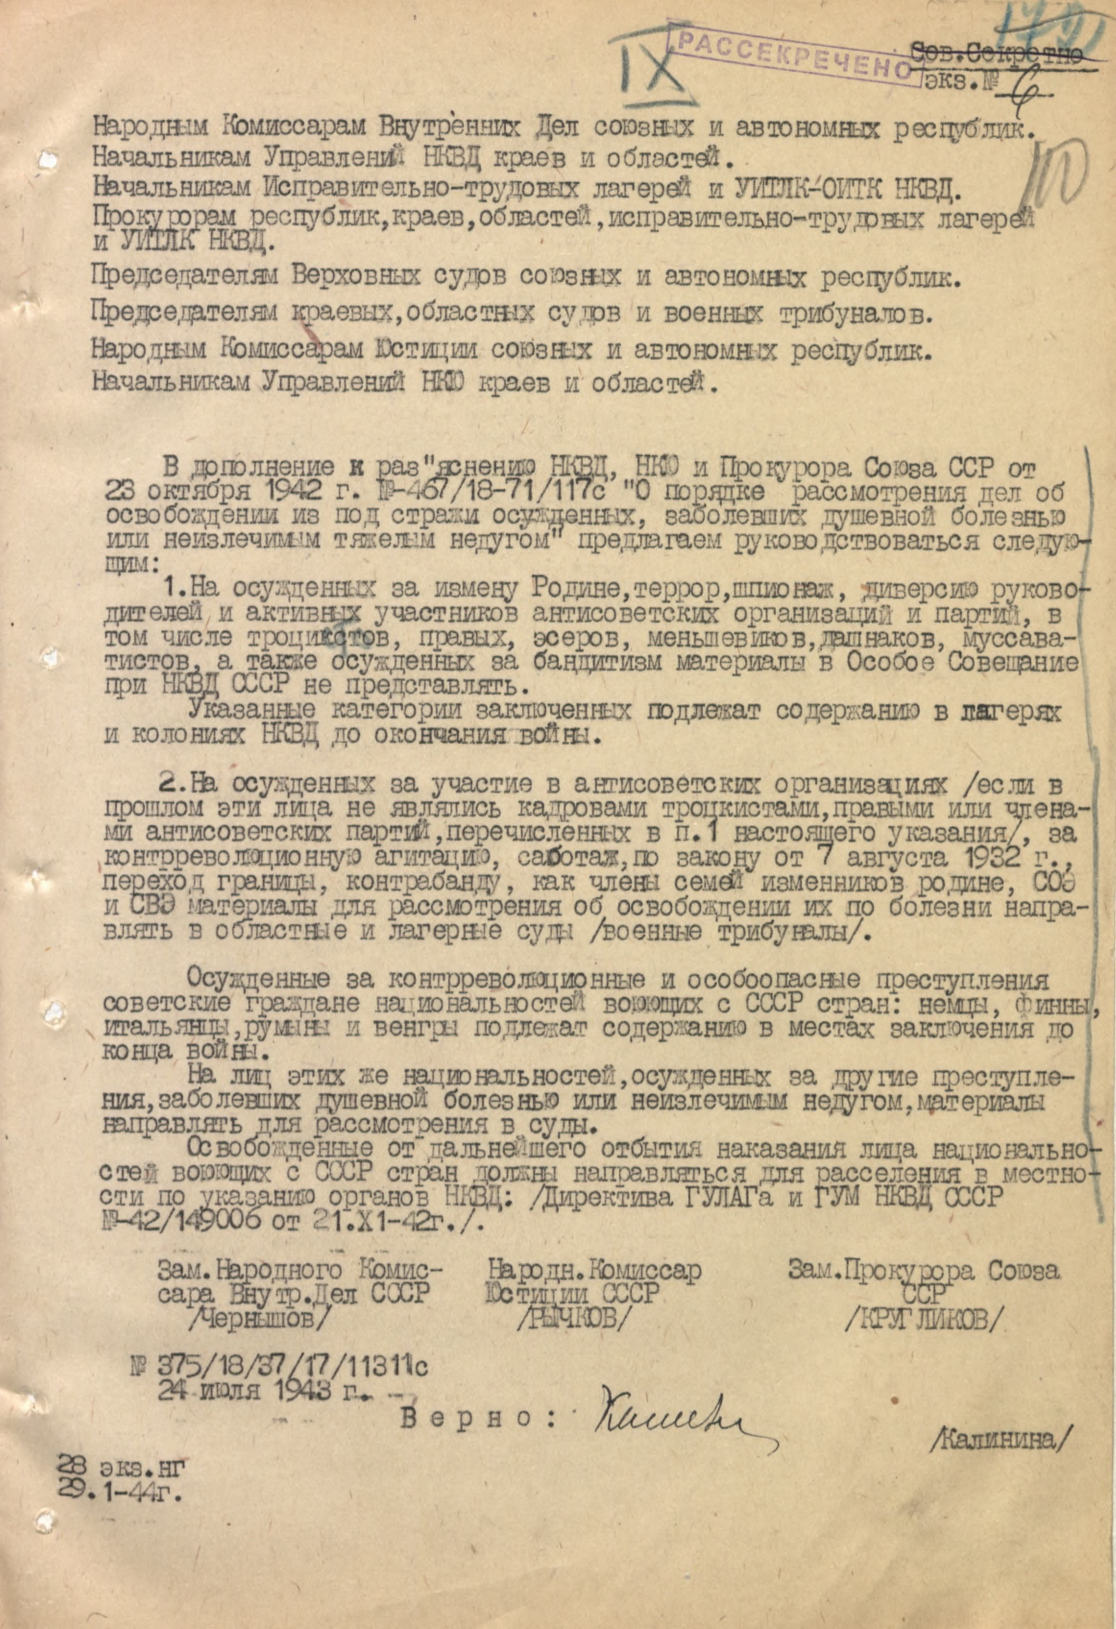 1791
IX
РАССЕКРЕЧЕНО
Сов.Секретно
экз.№ 6
Народным Комиссарам Внутренних Дел союзных и автономных республик.
Начальникам Управлений НКВД краев и областей.
Начальникам Исправительно-трудовых лагерей и УИТЛК-ОИТК НКВД.
Прокурорам республик,краев,областей,исправительно-трудовых лагерей
и УИТЛК НКВД.
Председателям Верховных судов союзных и автономных республик.
Председателям краевых,областных судов и военных трибуналов.
Народным Комиссарам Юстиции союзных и автономных республик.
Начальникам Управлений НКЮ краев и областей.
В дополнение к раз"яснению НКВД, НКЮ и Прокурора Союза ССР от
23 октября 1942 г. №-467/18-71/117с "О порядке рассмотрения дел об
освобождении из под стражи осужденных, заболевших душевной болезнью
или неизлечимым тяжелым недугом" предлагаем руководствоваться следую-
щим:
1.На осужденных за измену Родине,террор,шпионаж, диверсию руково-
дителей и активных участников антисоветских организаций и партий, в
том числе троцкистов, правых, эсеров, меньшевиков,дашнаков, муссава-
тистов, а также осужденных за бандитизм материалы в Особое Совещание
при НКВД СССР не представлять.
Указанные категории заключенных подлежат содержанию в лагерях
и колониях НКВД до окончания войны.
2.На осужденных за участие в антисоветских организациях /если в
прошлом эти лица не являлись кадровами троцкистами,правыми или члена-
ми антисоветских партий,перечисленных в п.1 настоящего указания/, за
контрреволюционную агитацию, саботаж,по закону от 7 августа 1932 г.,
переход границы, контрабанду, как члены семей изменников родине, СОЭ
и СВЭ материалы для рассмотрения об освобождении их по болезни напра-
влять в областные и лагерные суды /военные трибуналы/.
Осужденные за контрреволюционные и особоопасные преступления
советские граждане национальностей воюющих с СССР стран: немцы, финны,
итальянцы,румыны и венгры подлежат содержанию в местах заключения до
конца войны.
На лиц этих же национальностей,осужденных за другие преступле-
ния,заболевших душевной болезнью или неизлечимым недугом,материалы
направлять для рассмотрения в суды.
Освобожденные от дальнейшего отбытия наказания лица национально-
стей воюющих с СССР стран должны направляться для расселения в местно-
сти по указанию органов НКВД: /Директива ГУЛАГа и ГУМ НКВД СССР
№-42/149006 от 21.X1-42г./.
Зам.Народного Комис- Народн.Комиссар Зам.Прокурора Союза
сара Внутр.Дел СССР Юстиции СССР ССР
/Чернышов/ /РЫЧКОВ/ /КРУГЛИКОВ/
№ 375/18/37/17/11311с
24 июля 1943 г.
Верно:
/Калинина/
28 экз.нг
29.1-44г.